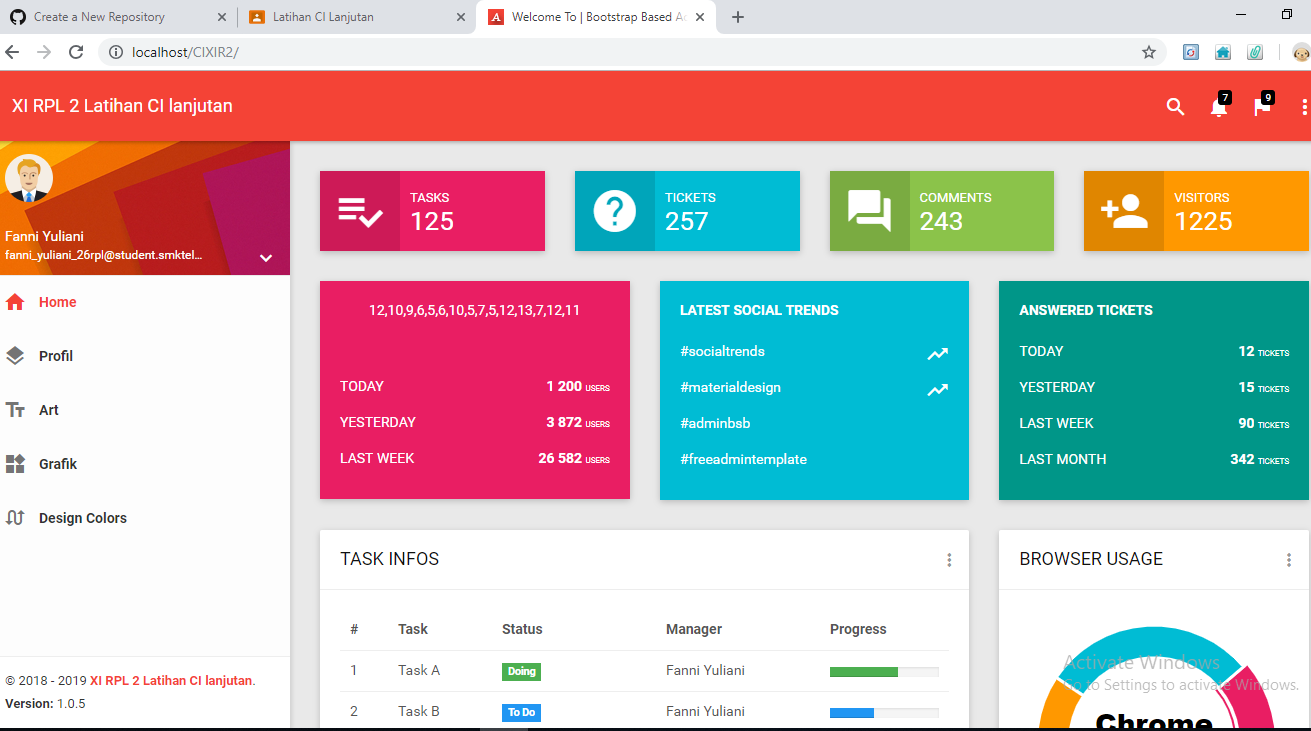 Create a New Repository
Latihan CI Lanjutan
Welcome To | Bootstrap Based Ac
localhost/CIXIR2/
XI RPL 2 Latihan CI lanjutan
7
9
Fanni Yuliani
fanni_yuliani_26rpl@student.smktel...
Home
Profil
Art
Grafik
Design Colors
© 2018 - 2019 XI RPL 2 Latihan CI lanjutan.
Version: 1.0.5
TASKS
125
TICKETS
257
COMMENTS
243
VISITORS
1225
12,10,9,6,5,6,10,5,7,5,12,13,7,12,11
TODAY 1 200 USERS
YESTERDAY 3 872 USERS
LAST WEEK 26 582 USERS
LATEST SOCIAL TRENDS
#socialtrends
#materialdesign
#adminbsb
#freeadmintemplate
ANSWERED TICKETS
TODAY 12 TICKETS
YESTERDAY 15 TICKETS
LAST WEEK 90 TICKETS
LAST MONTH 342 TICKETS
TASK INFOS
# Task Status Manager Progress
1 Task A Doing Fanni Yuliani
2 Task B To Do Fanni Yuliani
BROWSER USAGE
Chrome
Activate Windows
Go to Settings to activate Windows.